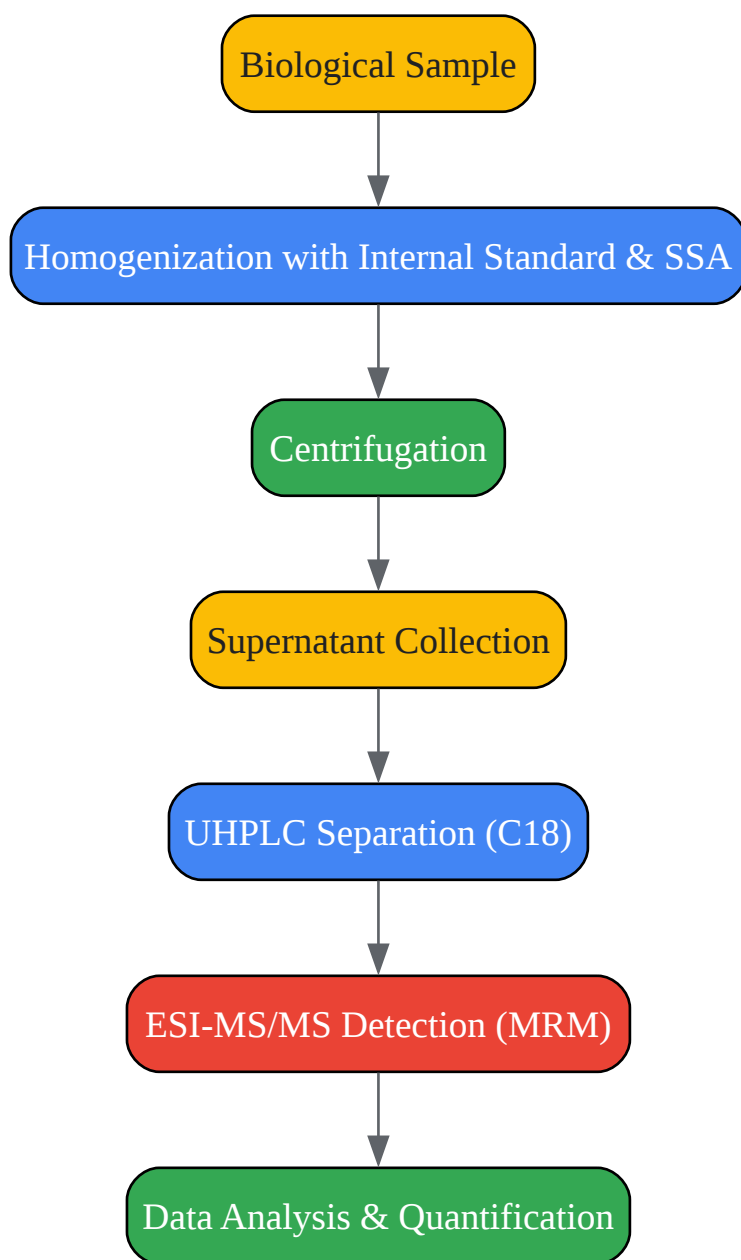 Biological Sample
Homogenization with Internal Standard & SSA
Centrifugation
Supernatant Collection
UHPLC Separation (C18)
ESI-MS/MS Detection (MRM)
Data Analysis & Quantification